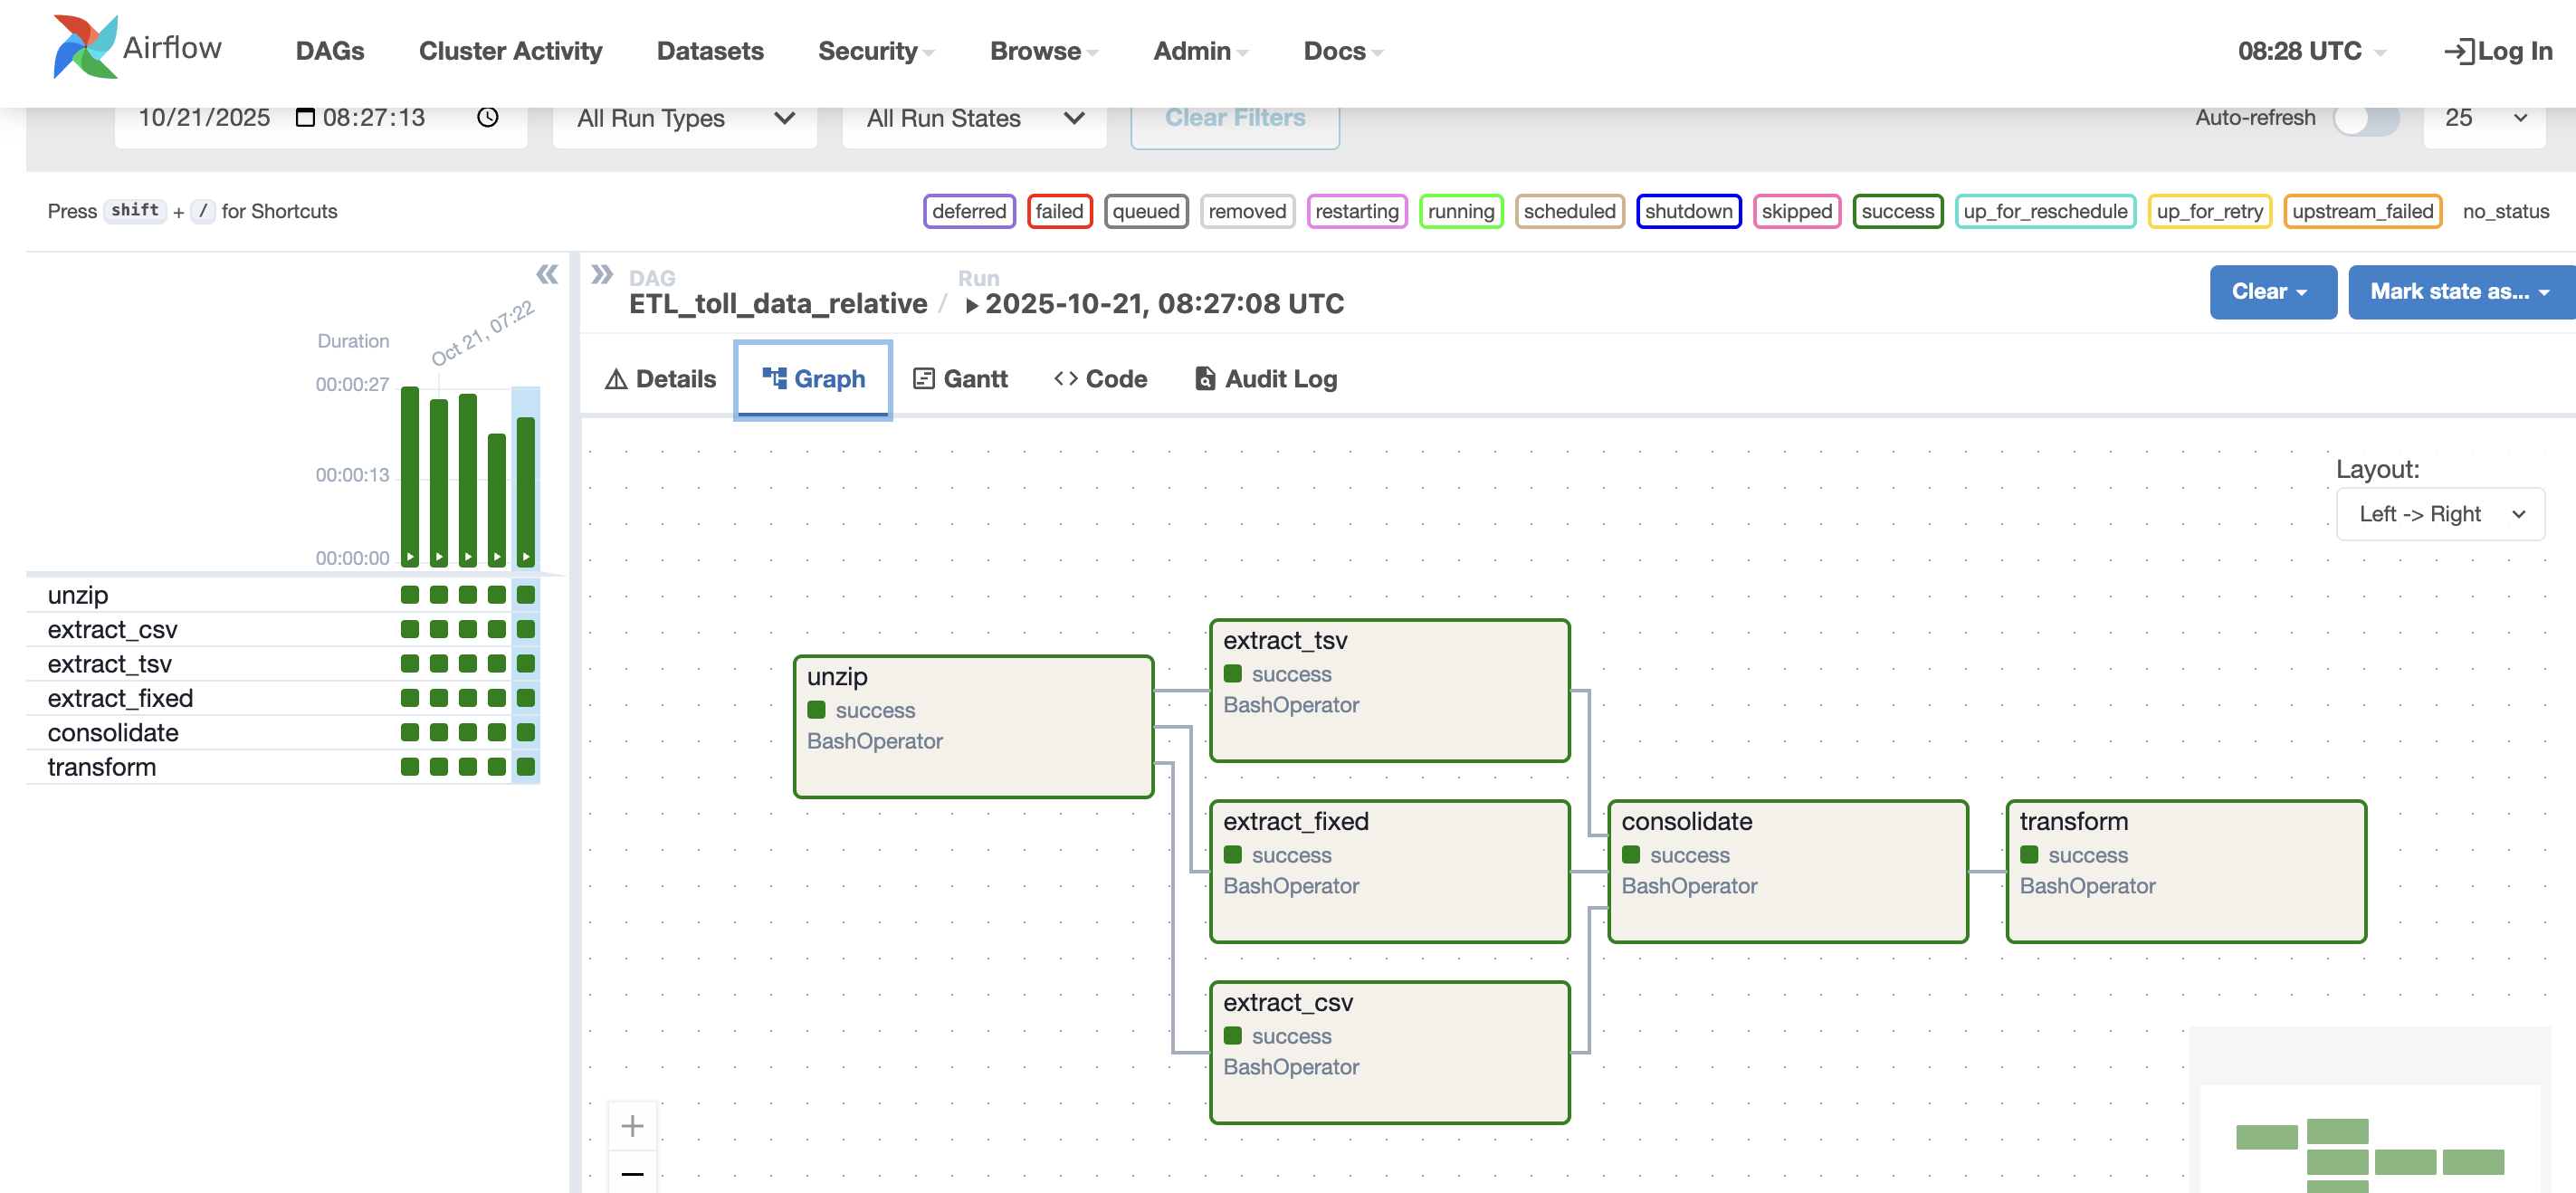 Airflow DAGs Cluster Activity Datasets Security Browse Admin Docs 08:28 UTC Log In
10/21/2025 08:27:13 All Run Types All Run States Clear Filters Auto-refresh 25
Press shift + / for Shortcuts deferred failed queued removed restarting running scheduled shutdown skipped success up_for_reschedule up_for_retry upstream_failed no_status
DAG Run
ETL_toll_data_relative / 2025-10-21, 08:27:08 UTC Clear Mark state as...
Details Graph Gantt Code Audit Log
Oct 21, 07:22
Duration
00:00:27
00:00:13
00:00:00
unzip
extract_csv
extract_tsv
extract_fixed
consolidate
transform
Layout:
Left -> Right
unzip
success
BashOperator
extract_tsv
success
BashOperator
extract_fixed
success
BashOperator
extract_csv
success
BashOperator
consolidate
success
BashOperator
transform
success
BashOperator